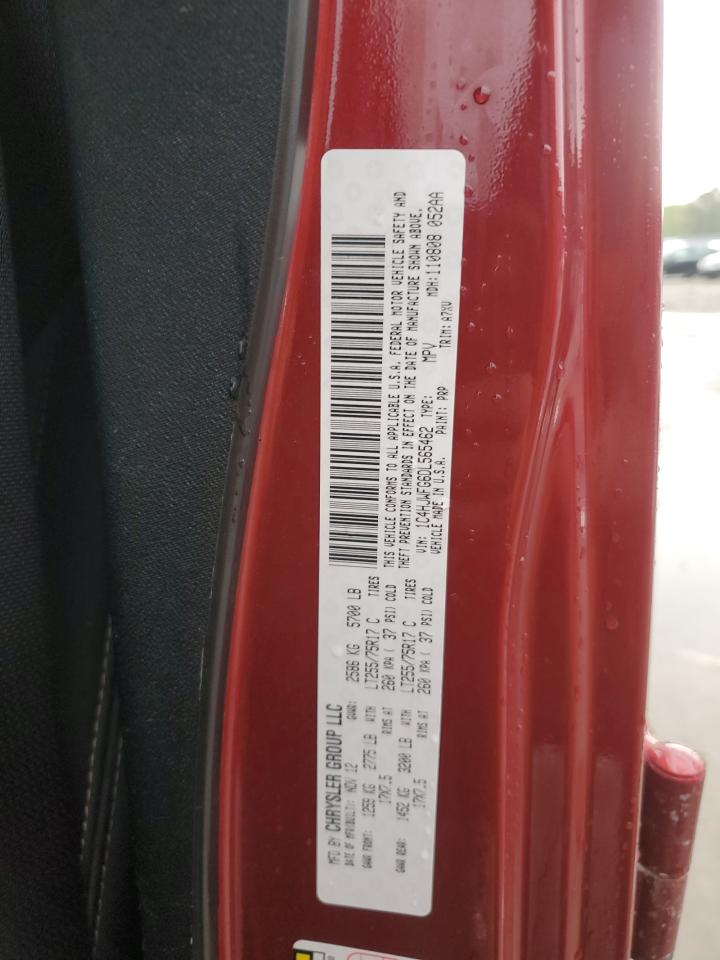 MFD BY CHRYSLER GROUP LLC
DATE OF MFR(BUILT): NOV 12 GVWR: 2586 KG 5700 LB
GAWR FRONT: 1259 KG 2775 LB WITH LT255/75R17 C TIRES
17X7.5 RIMS AT 260 KPA ( 37 PSI) COLD
GAWR REAR: 1452 KG 3200 LB WITH LT255/75R17 C TIRES
17X7.5 RIMS AT 260 KPA ( 37 PSI) COLD
THIS VEHICLE CONFORMS TO ALL APPLICABLE U.S.A. FEDERAL MOTOR VEHICLE SAFETY AND
THEFT PREVENTION STANDARDS IN EFFECT ON THE DATE OF MANUFACTURE SHOWN ABOVE.
VIN: 1C4HJWFG6DL565462 TYPE: MPV MDH:110808 052AA
VEHICLE MADE IN U.S.A. PAINT: PRP TRIM: A7XV